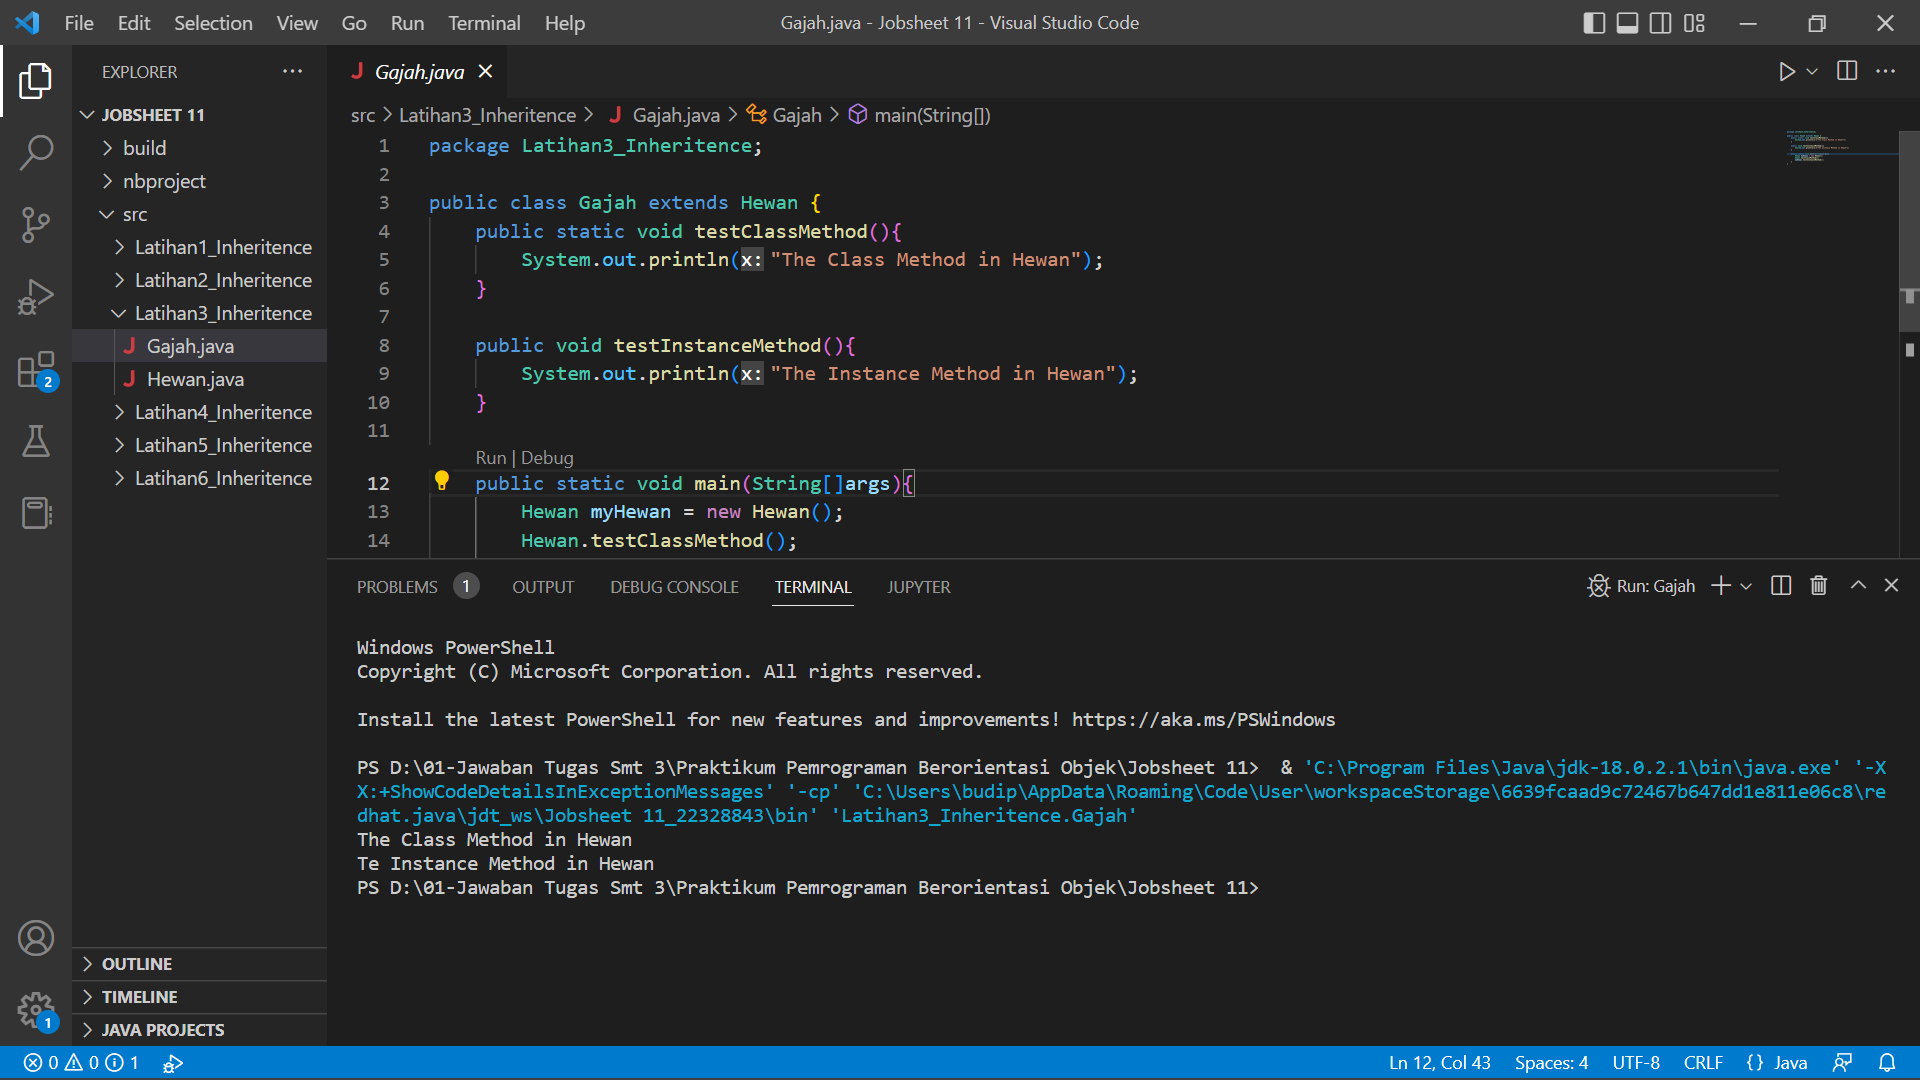 File Edit Selection View Go Run Terminal Help
Gajah.java - Jobsheet 11 - Visual Studio Code
EXPLORER
JOBSHEET 11
build
nbproject
src
Latihan1_Inheritence
Latihan2_Inheritence
Latihan3_Inheritence
Gajah.java
Hewan.java
Latihan4_Inheritence
Latihan5_Inheritence
Latihan6_Inheritence
OUTLINE
TIMELINE
JAVA PROJECTS
2
1
Gajah.java
src > Latihan3_Inheritence > Gajah.java > Gajah > main(String[])
1 package Latihan3_Inheritence;
2
3 public class Gajah extends Hewan {
4 public static void testClassMethod(){
5 System.out.println(x: "The Class Method in Hewan");
6 }
7
8 public void testInstanceMethod(){
9 System.out.println(x: "The Instance Method in Hewan");
10 }
11
Run | Debug
12 public static void main(String[]args){
13 Hewan myHewan = new Hewan();
14 Hewan.testClassMethod();
PROBLEMS 1 OUTPUT DEBUG CONSOLE TERMINAL JUPYTER
Run: Gajah
Windows PowerShell
Copyright (C) Microsoft Corporation. All rights reserved.
Install the latest PowerShell for new features and improvements! https://aka.ms/PSWindows
PS D:\01-Jawaban Tugas Smt 3\Praktikum Pemrograman Berorientasi Objek\Jobsheet 11>  & 'C:\Program Files\Java\jdk-18.0.2.1\bin\java.exe' '-X
X:+ShowCodeDetailsInExceptionMessages' '-cp' 'C:\Users\budip\AppData\Roaming\Code\User\workspaceStorage\6639fcaad9c72467b647dd1e811e06c8\re
dhat.java\jdt_ws\Jobsheet 11_22328843\bin' 'Latihan3_Inheritence.Gajah'
The Class Method in Hewan
Te Instance Method in Hewan
PS D:\01-Jawaban Tugas Smt 3\Praktikum Pemrograman Berorientasi Objek\Jobsheet 11>
0 0 1
Ln 12, Col 43 Spaces: 4 UTF-8 CRLF {} Java